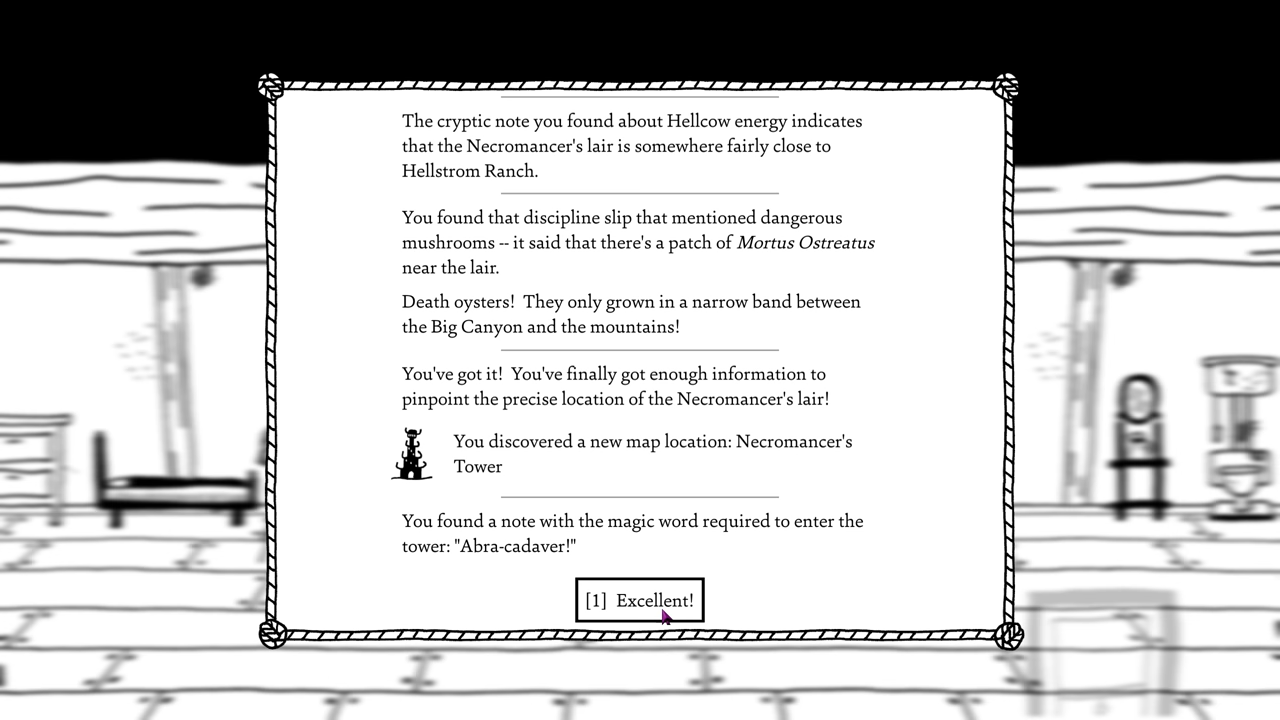 The cryptic note you found about Hellcow energy indicates
that the Necromancer's lair is somewhere fairly close to
Hellstrom Ranch.
You found that discipline slip that mentioned dangerous
mushrooms -- it said that there's a patch of Mortus Ostreatus
near the lair.
Death oysters!  They only grown in a narrow band between
the Big Canyon and the mountains!
You've got it!  You've finally got enough information to
pinpoint the precise location of the Necromancer's lair!
You discovered a new map location: Necromancer's
Tower
You found a note with the magic word required to enter the
tower: "Abra-cadaver!"
[1]  Excellent!